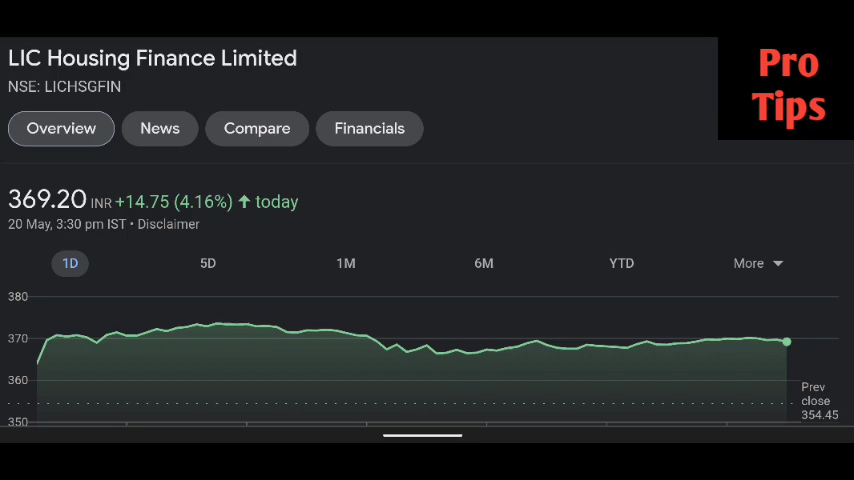 LIC Housing Finance Limited
NSE: LICHSGFIN
Pro
Tips
Overview
News
Compare
Financials
369.20 INR +14.75 (4.16%) ↑ today
20 May, 3:30 pm IST • Disclaimer
1D
5D
1M
6M
YTD
More
380
370
360
350
Prev
close
354.45